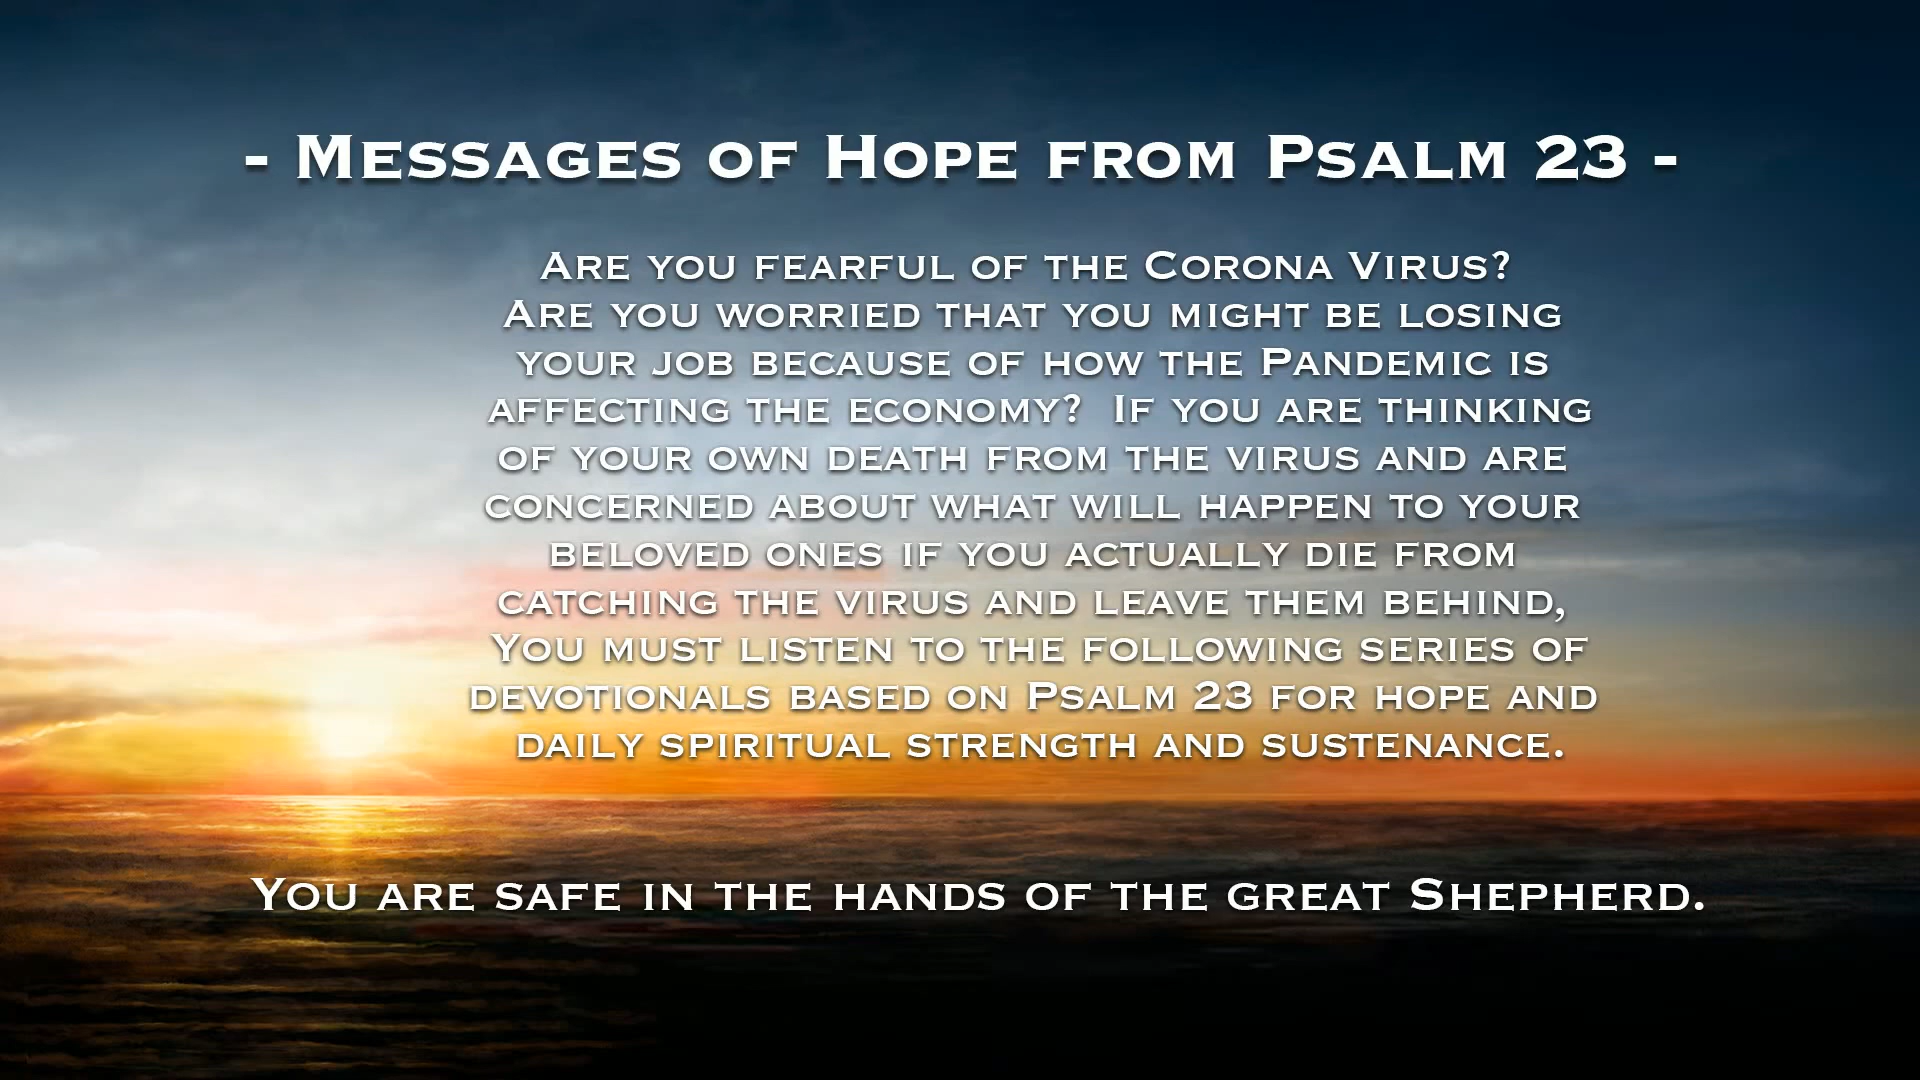 - Messages of Hope from Psalm 23 -
Are you fearful of the Corona Virus?
Are you worried that you might be losing
your job because of how the Pandemic is
affecting the economy?  If you are thinking
of your own death from the virus and are
concerned about what will happen to your
beloved ones if you actually die from
catching the virus and leave them behind,
You must listen to the following series of
devotionals based on Psalm 23 for hope and
daily spiritual strength and sustenance.
You are safe in the hands of the great Shepherd.